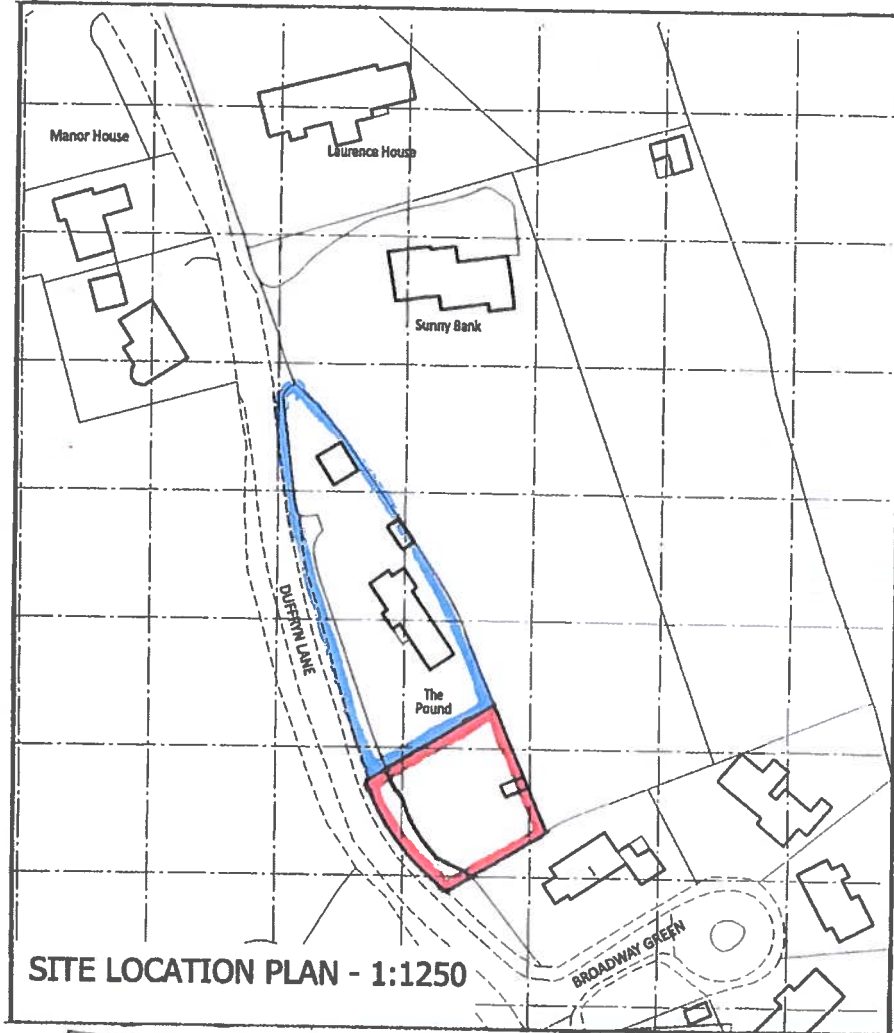 Manor House
Laurence House
Sunny Bank
DUFFRYN LANE
The
Pound
BROADWAY GREEN
SITE LOCATION PLAN - 1:1250